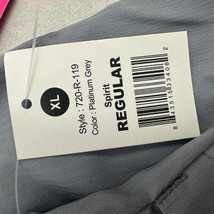 XL
Style : 720-R-119
Color : Platinum Grey
Spirit
REGULAR